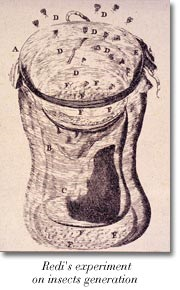 D
D D
A D
D
B
C
Redi's experiment
on insects generation